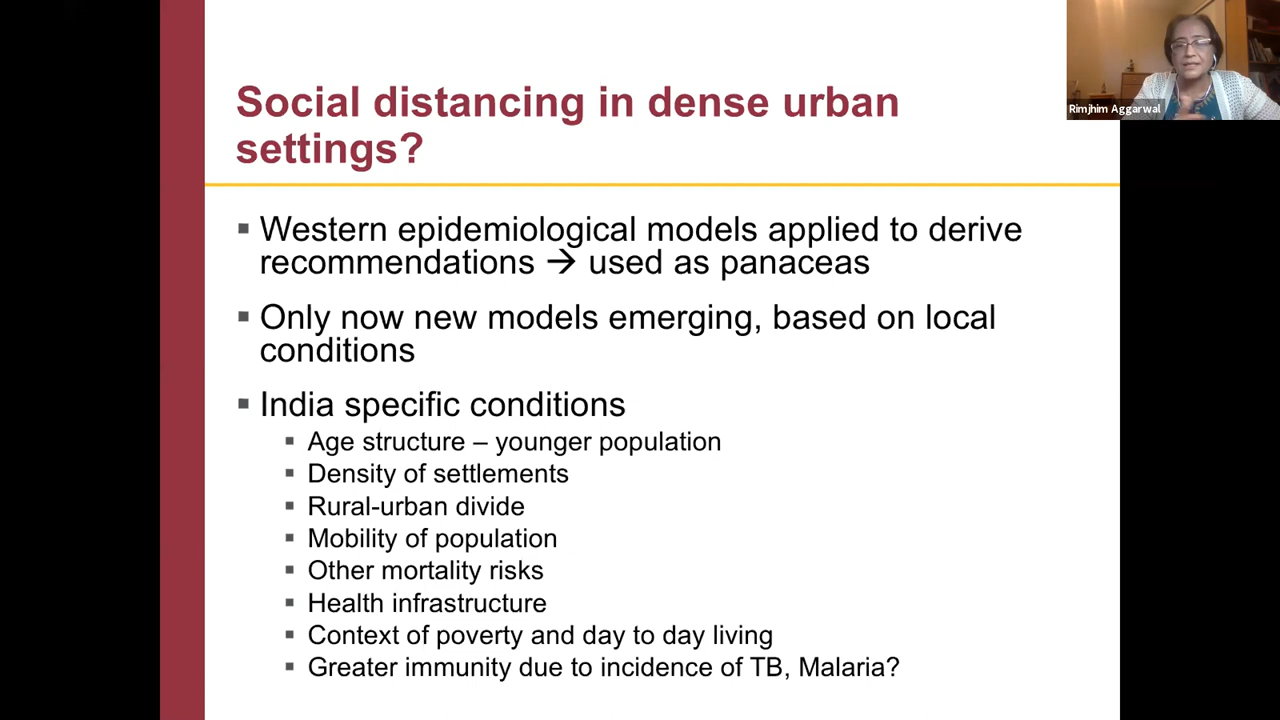 Rimjhim Aggarwal
Social distancing in dense urban
settings?
▪ Western epidemiological models applied to derive
recommendations → used as panaceas
▪ Only now new models emerging, based on local
conditions
▪ India specific conditions
▪ Age structure – younger population
▪ Density of settlements
▪ Rural-urban divide
▪ Mobility of population
▪ Other mortality risks
▪ Health infrastructure
▪ Context of poverty and day to day living
▪ Greater immunity due to incidence of TB, Malaria?